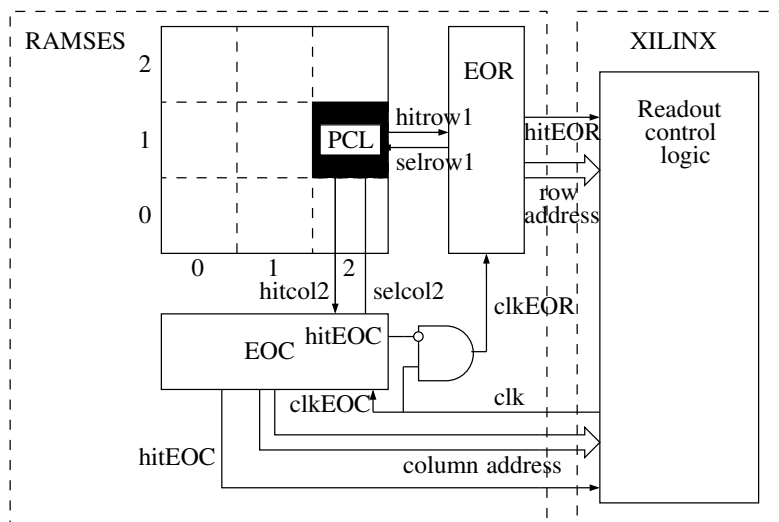 RAMSES
XILINX
2
EOR
Readout
control
logic
hitrow1
hitEOR
1
PCL
selrow1
row
address
0
0 1 2
hitcol2
selcol2
clkEOR
hitEOC
EOC
clkEOC
clk
hitEOC
column address